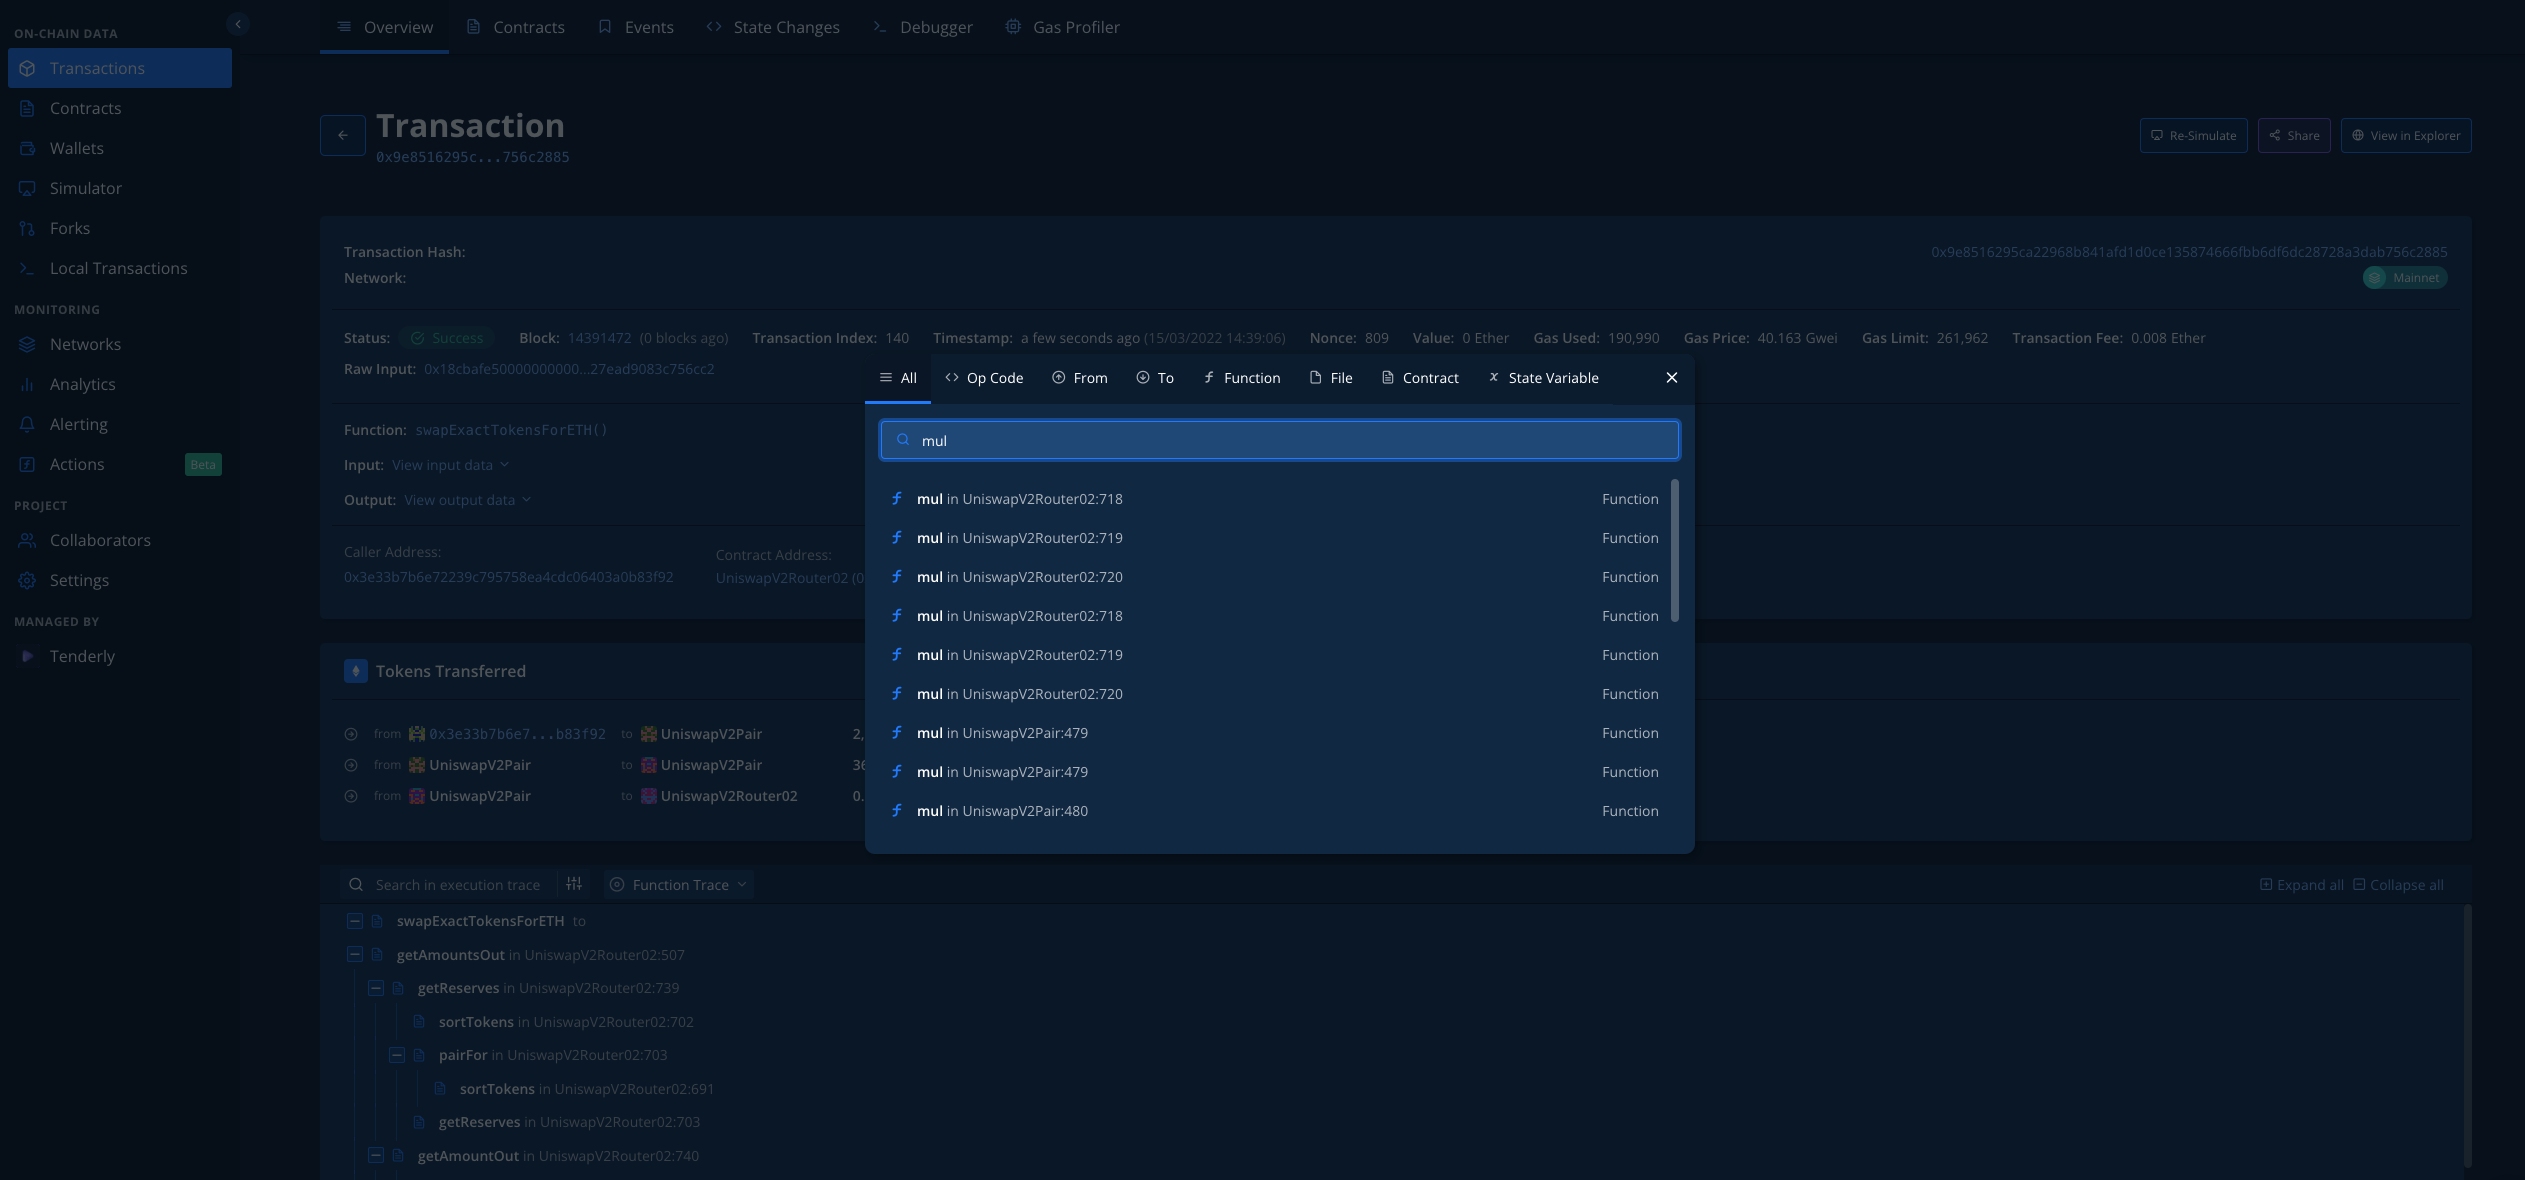 ON-CHAIN DATA
Transactions
Contracts
Wallets
Simulator
Forks
Local Transactions
MONITORING
Networks
Analytics
Alerting
Actions Beta
PROJECT
Collaborators
Settings
MANAGED BY
Tenderly
Overview Contracts Events State Changes Debugger Gas Profiler
Transaction
0x9e8516295c...756c2885
Re-Simulate Share View in Explorer
Transaction Hash: 0x9e8516295ca22968b841afd1d0ce135874666fbb6df6dc28728a3dab756c2885
Network: Mainnet
Status: Success Block: 14391472 (0 blocks ago) Transaction Index: 140 Timestamp: a few seconds ago (15/03/2022 14:39:06) Nonce: 809 Value: 0 Ether Gas Used: 190,990 Gas Price: 40.163 Gwei Gas Limit: 261,962 Transaction Fee: 0.008 Ether
Raw Input: 0x18cbafe50000000000...27ead9083c756cc2
Function: swapExactTokensForETH()
Input: View input data
Output: View output data
Caller Address:
0x3e33b7b6e72239c795758ea4cdc06403a0b83f92
Contract Address:
UniswapV2Router02 (0
All Op Code From To Function File Contract State Variable
mul
mul in UniswapV2Router02:718 Function
mul in UniswapV2Router02:719 Function
mul in UniswapV2Router02:720 Function
mul in UniswapV2Router02:718 Function
mul in UniswapV2Router02:719 Function
mul in UniswapV2Router02:720 Function
mul in UniswapV2Pair:479 Function
mul in UniswapV2Pair:479 Function
mul in UniswapV2Pair:480 Function
Tokens Transferred
from 0x3e33b7b6e7...b83f92 to UniswapV2Pair 2,
from UniswapV2Pair to UniswapV2Pair 36
from UniswapV2Pair to UniswapV2Router02 0.
Search in execution trace Function Trace Expand all Collapse all
swapExactTokensForETH to
getAmountsOut in UniswapV2Router02:507
getReserves in UniswapV2Router02:739
sortTokens in UniswapV2Router02:702
pairFor in UniswapV2Router02:703
sortTokens in UniswapV2Router02:691
getReserves in UniswapV2Router02:703
getAmountOut in UniswapV2Router02:740